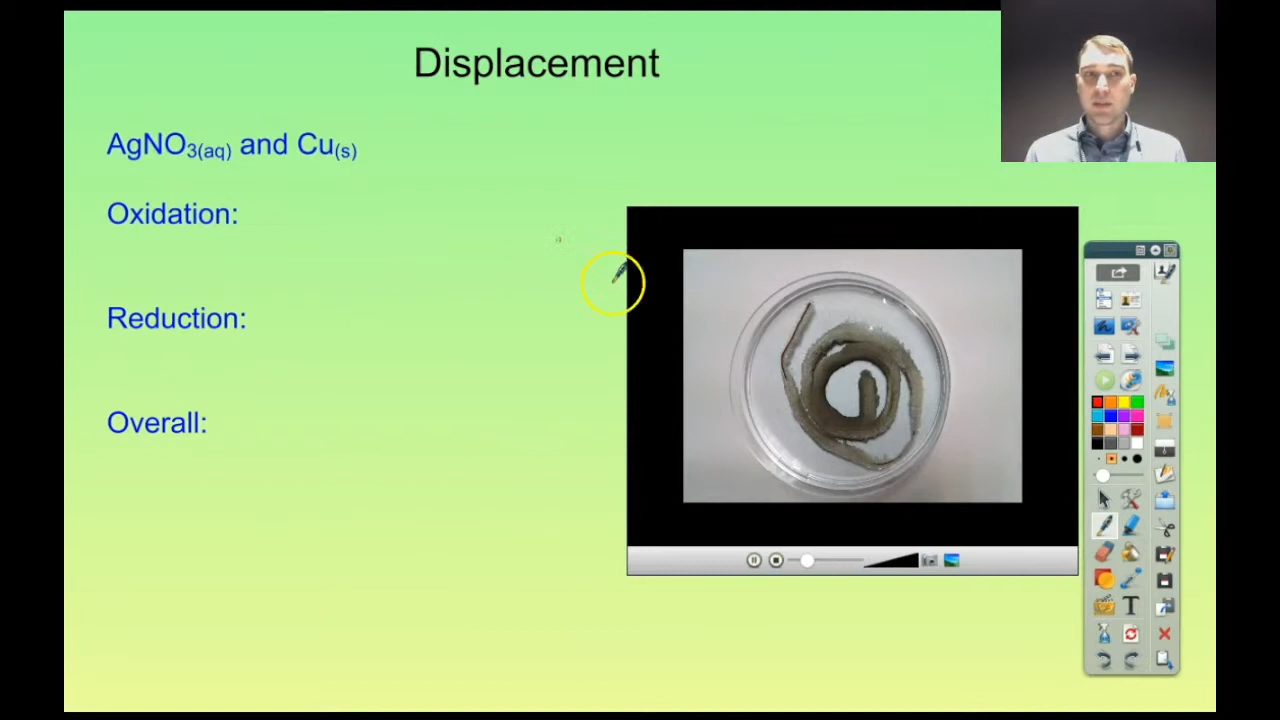 Displacement
AgNO₃₍aq₎ and Cu₍s₎
Oxidation:
Reduction:
Overall:
T